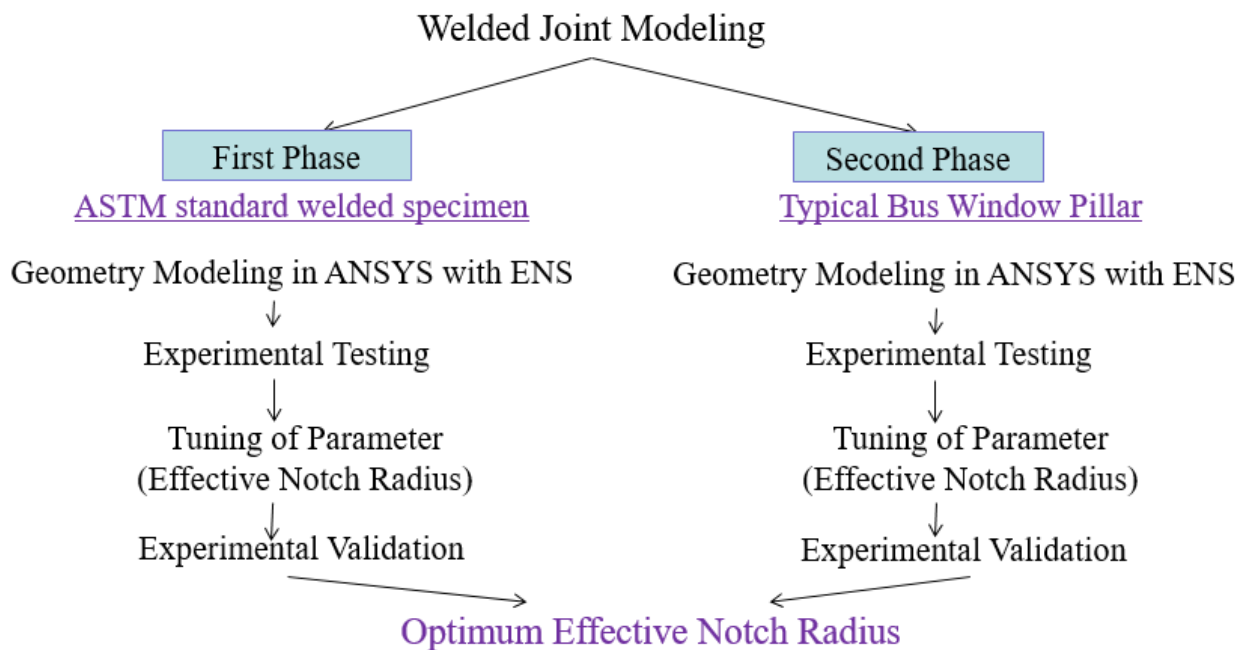 Welded Joint Modeling
First Phase
ASTM standard welded specimen
Geometry Modeling in ANSYS with ENS
Experimental Testing
Tuning of Parameter
(Effective Notch Radius)
Experimental Validation
Second Phase
Typical Bus Window Pillar
Geometry Modeling in ANSYS with ENS
Experimental Testing
Tuning of Parameter
(Effective Notch Radius)
Experimental Validation
Optimum Effective Notch Radius